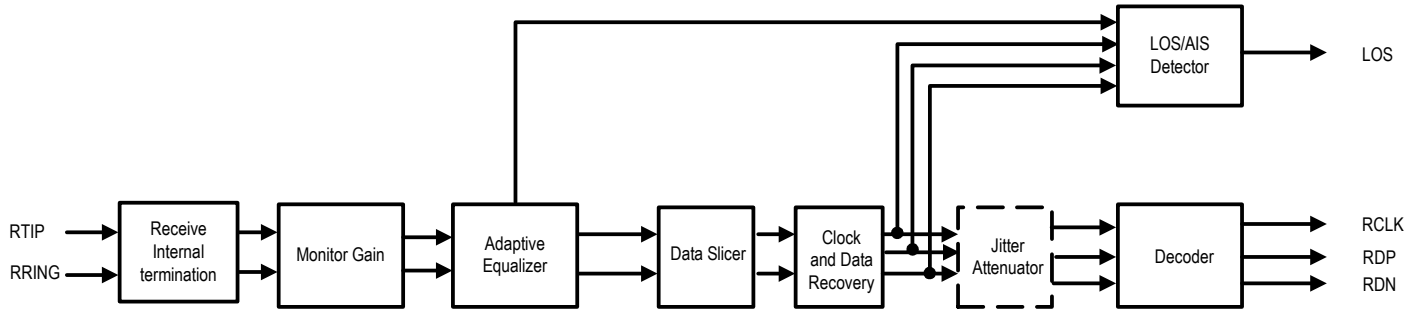 LOS/AIS
Detector
LOS
RTIP
RRING
Receive
Internal
termination
Monitor Gain
Adaptive
Equalizer
Data Slicer
Clock
and Data
Recovery
Jitter
Attenuator
Decoder
RCLK
RDP
RDN